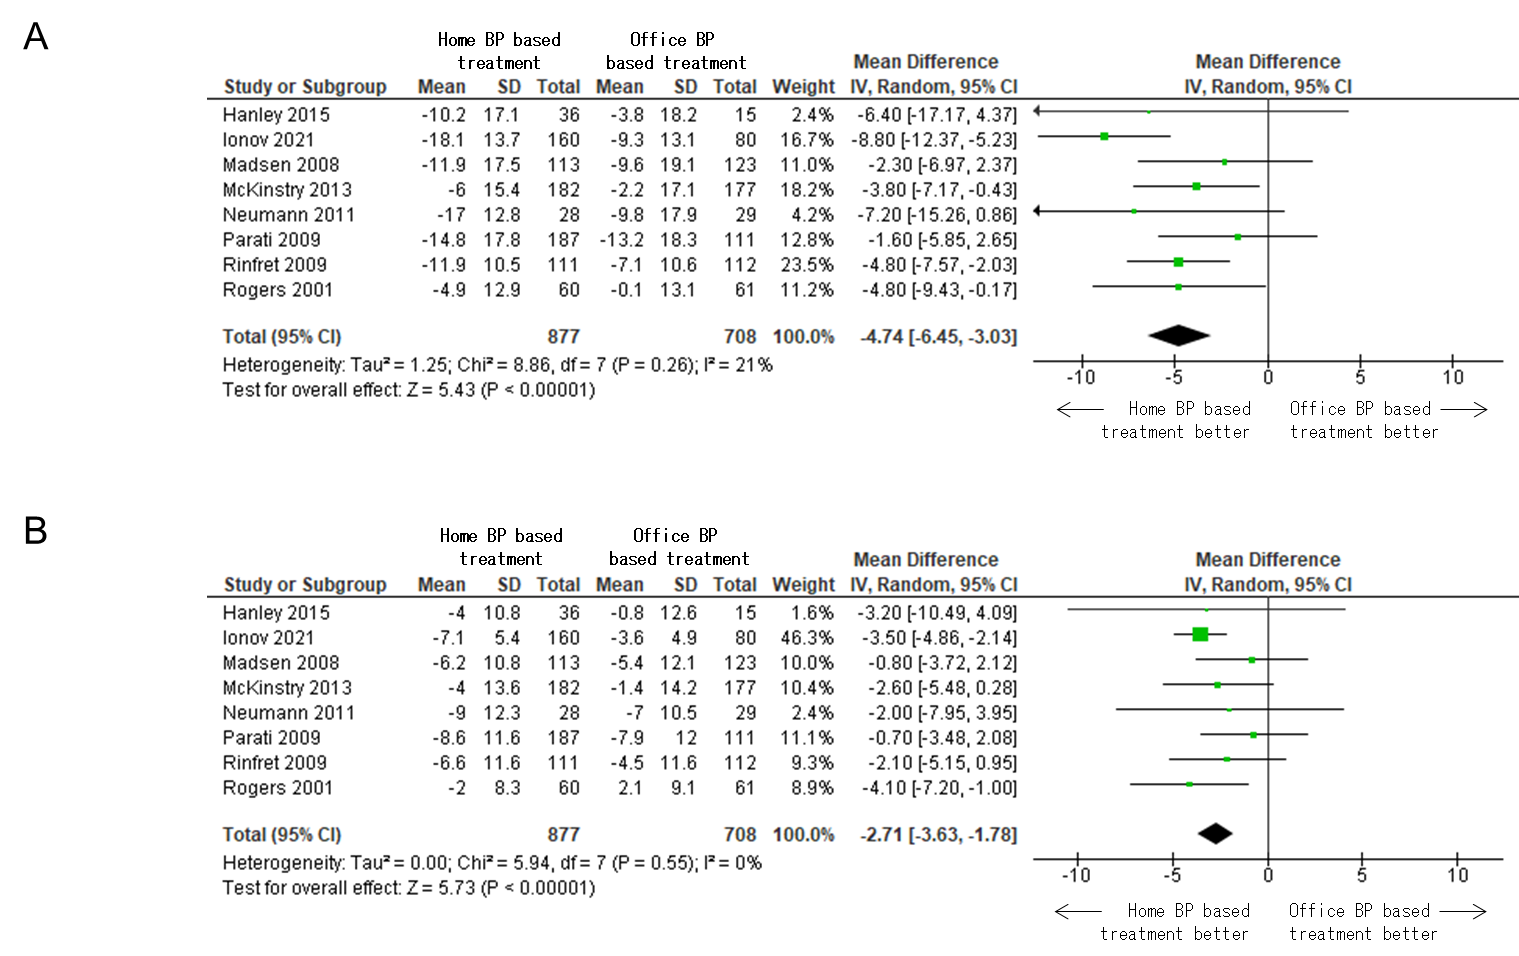 A
Home BP based Office BP
treatment based treatment Mean Difference Mean Difference
Study or Subgroup Mean SD Total Mean SD Total Weight IV, Random, 95% CI IV, Random, 95% CI
Hanley 2015 -10.2 17.1 36 -3.8 18.2 15 2.4% -6.40 [-17.17, 4.37]
Ionov 2021 -18.1 13.7 160 -9.3 13.1 80 16.7% -8.80 [-12.37, -5.23]
Madsen 2008 -11.9 17.5 113 -9.6 19.1 123 11.0% -2.30 [-6.97, 2.37]
McKinstry 2013 -6 15.4 182 -2.2 17.1 177 18.2% -3.80 [-7.17, -0.43]
Neumann 2011 -17 12.8 28 -9.8 17.9 29 4.2% -7.20 [-15.26, 0.86]
Parati 2009 -14.8 17.8 187 -13.2 18.3 111 12.8% -1.60 [-5.85, 2.65]
Rinfret 2009 -11.9 10.5 111 -7.1 10.6 112 23.5% -4.80 [-7.57, -2.03]
Rogers 2001 -4.9 12.9 60 -0.1 13.1 61 11.2% -4.80 [-9.43, -0.17]
Total (95% CI) 877 708 100.0% -4.74 [-6.45, -3.03]
Heterogeneity: Tau² = 1.25; Chi² = 8.86, df = 7 (P = 0.26); I² = 21%
Test for overall effect: Z = 5.43 (P < 0.00001)
-10 -5 0 5 10
Home BP based Office BP based
treatment better treatment better
B
Home BP based Office BP
treatment based treatment Mean Difference Mean Difference
Study or Subgroup Mean SD Total Mean SD Total Weight IV, Random, 95% CI IV, Random, 95% CI
Hanley 2015 -4 10.8 36 -0.8 12.6 15 1.6% -3.20 [-10.49, 4.09]
Ionov 2021 -7.1 5.4 160 -3.6 4.9 80 46.3% -3.50 [-4.86, -2.14]
Madsen 2008 -6.2 10.8 113 -5.4 12.1 123 10.0% -0.80 [-3.72, 2.12]
McKinstry 2013 -4 13.6 182 -1.4 14.2 177 10.4% -2.60 [-5.48, 0.28]
Neumann 2011 -9 12.3 28 -7 10.5 29 2.4% -2.00 [-7.95, 3.95]
Parati 2009 -8.6 11.6 187 -7.9 12 111 11.1% -0.70 [-3.48, 2.08]
Rinfret 2009 -6.6 11.6 111 -4.5 11.6 112 9.3% -2.10 [-5.15, 0.95]
Rogers 2001 -2 8.3 60 2.1 9.1 61 8.9% -4.10 [-7.20, -1.00]
Total (95% CI) 877 708 100.0% -2.71 [-3.63, -1.78]
Heterogeneity: Tau² = 0.00; Chi² = 5.94, df = 7 (P = 0.55); I² = 0%
Test for overall effect: Z = 5.73 (P < 0.00001)
-10 -5 0 5 10
Home BP based Office BP based
treatment better treatment better